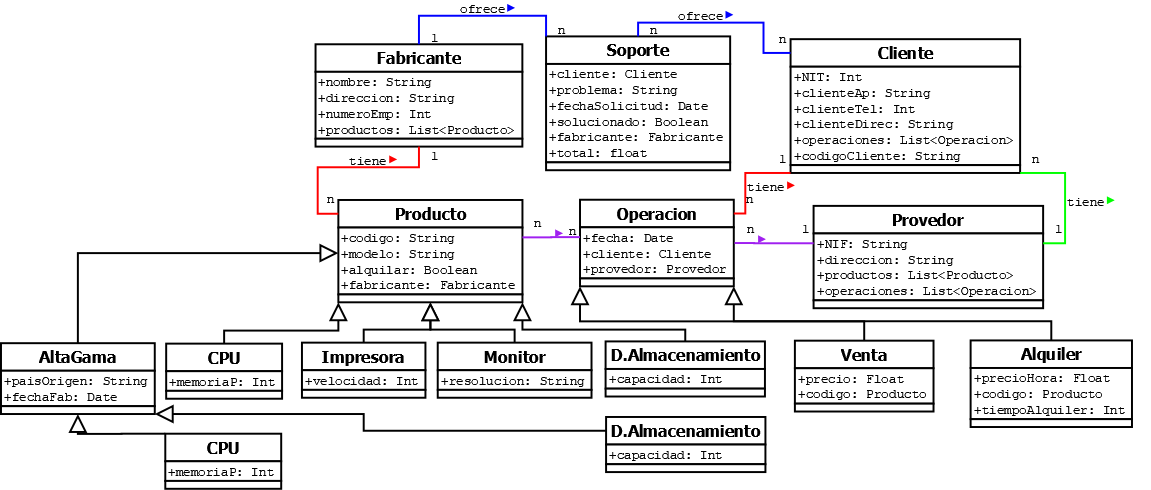 ofrece
1
n
ofrece
n
n
Fabricante
+nombre: String
+direccion: String
+numeroEmp: Int
+productos: List<Producto>
Soporte
+cliente: Cliente
+problema: String
+fechaSolicitud: Date
+solucionado: Boolean
+fabricante: Fabricante
+total: float
Cliente
+NIT: Int
+clienteAp: String
+clienteTel: Int
+clienteDirec: String
+operaciones: List<Operacion>
+codigoCliente: String
tiene
1
n
1
tiene
n
n
tiene
1
Producto
+codigo: String
+modelo: String
+alquilar: Boolean
+fabricante: Fabricante
n
n
Operacion
+fecha: Date
+cliente: Cliente
+provedor: Provedor
n
1
Provedor
+NIF: String
+direccion: String
+productos: List<Producto>
+operaciones: List<Operacion>
AltaGama
+paisOrigen: String
+fechaFab: Date
CPU
+memoriaP: Int
Impresora
+velocidad: Int
Monitor
+resolucion: String
D.Almacenamiento
+capacidad: Int
Venta
+precio: Float
+codigo: Producto
Alquiler
+precioHora: Float
+codigo: Producto
+tiempoAlquiler: Int
CPU
+memoriaP: Int
D.Almacenamiento
+capacidad: Int